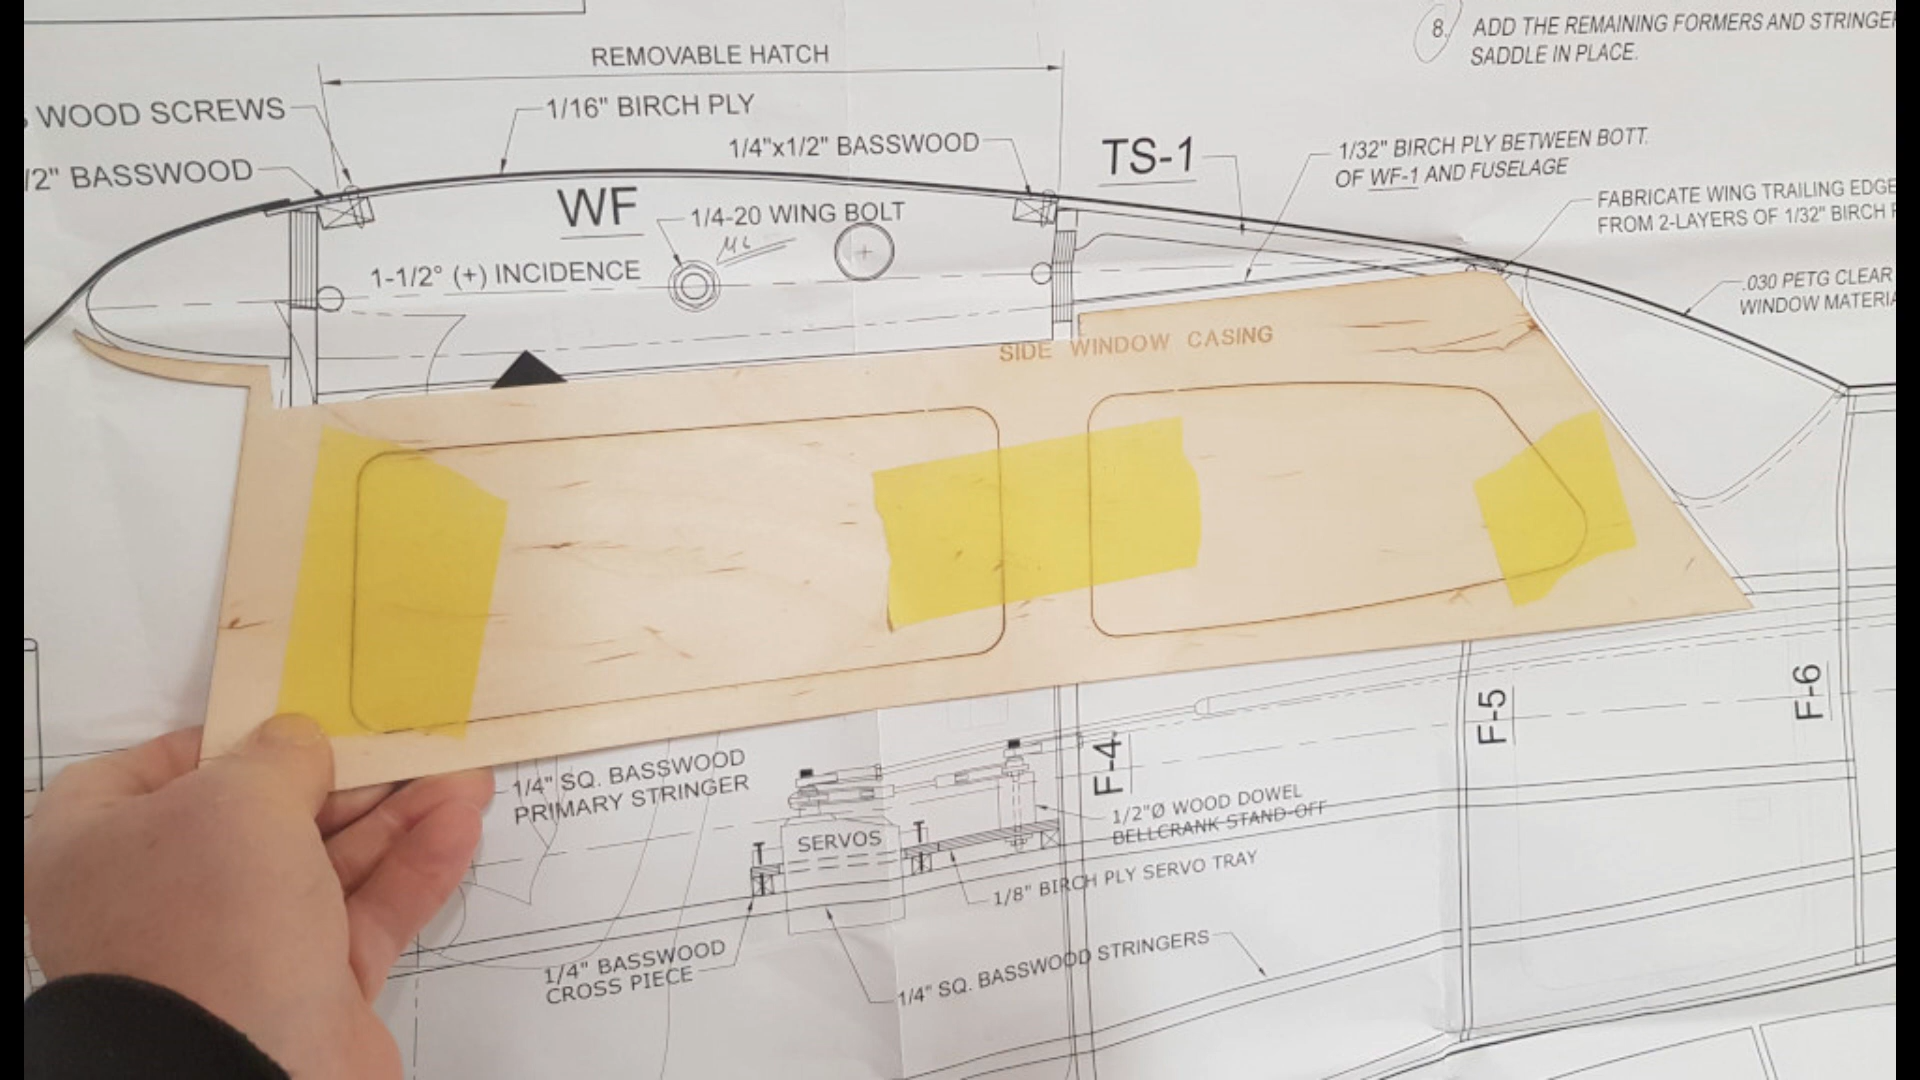 8. ADD THE REMAINING FORMERS AND STRINGER
SADDLE IN PLACE.
REMOVABLE HATCH
WOOD SCREWS
1/16" BIRCH PLY
/2" BASSWOOD
1/4"x1/2" BASSWOOD
TS-1
1/32" BIRCH PLY BETWEEN BOTT.
OF WF-1 AND FUSELAGE
FABRICATE WING TRAILING EDGE
FROM 2-LAYERS OF 1/32" BIRCH
WF
1/4-20 WING BOLT
M6
1-1/2° (+) INCIDENCE
.030 PETG CLEAR
WINDOW MATERIA
SIDE WINDOW CASING
F-4
F-5
F-6
1/4" SQ. BASSWOOD
PRIMARY STRINGER
SERVOS
T
T
1/2"Ø WOOD DOWEL
BELLCRANK STAND-OFF
1/8" BIRCH PLY SERVO TRAY
1/4" BASSWOOD
CROSS PIECE
1/4" SQ. BASSWOOD STRINGERS